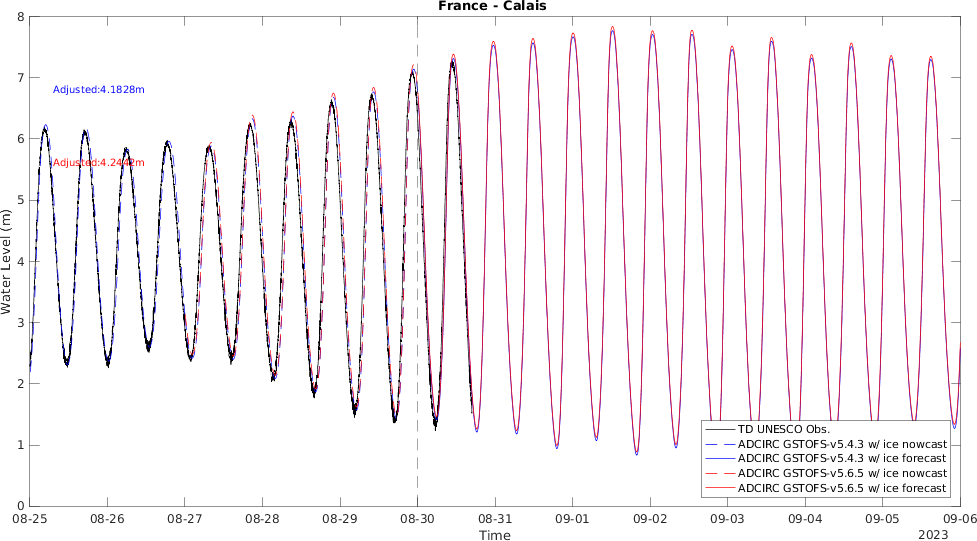 France - Calais
Water Level (m)
8
7
6
5
4
3
2
1
0
Adjusted:4.1828m
Adjusted:4.2442m
TD UNESCO Obs.
ADCIRC GSTOFS-v5.4.3 w/ ice nowcast
ADCIRC GSTOFS-v5.4.3 w/ ice forecast
ADCIRC GSTOFS-v5.6.5 w/ ice nowcast
ADCIRC GSTOFS-v5.6.5 w/ ice forecast
08-25 08-26 08-27 08-28 08-29 08-30 08-31 09-01 09-02 09-03 09-04 09-05 09-06
Time
2023